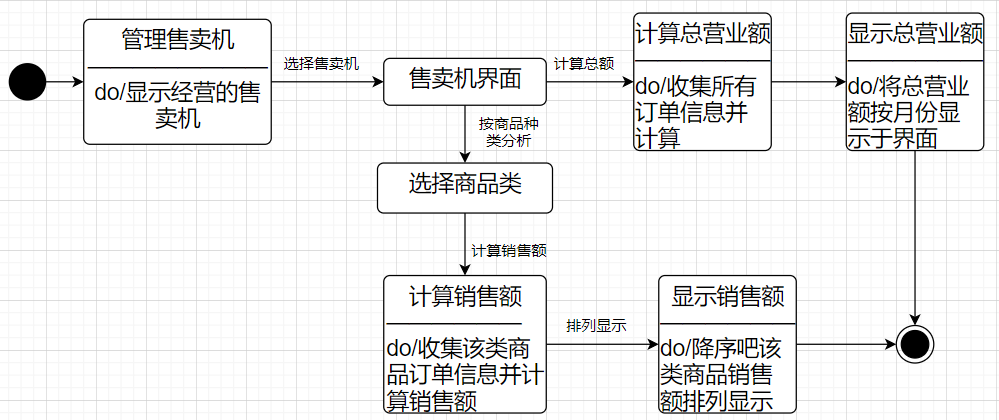 管理售卖机
do/显示经营的售
卖机
选择售卖机
售卖机界面
计算总额
计算总营业额
do/收集所有
订单信息并
计算
显示总营业额
do/将总营业
额按月份显
示于界面
按商品种
类分析
选择商品类
计算销售额
计算销售额
do/收集该类商
品订单信息并计
算销售额
排列显示
显示销售额
do/降序吧该
类商品销售
额排列显示